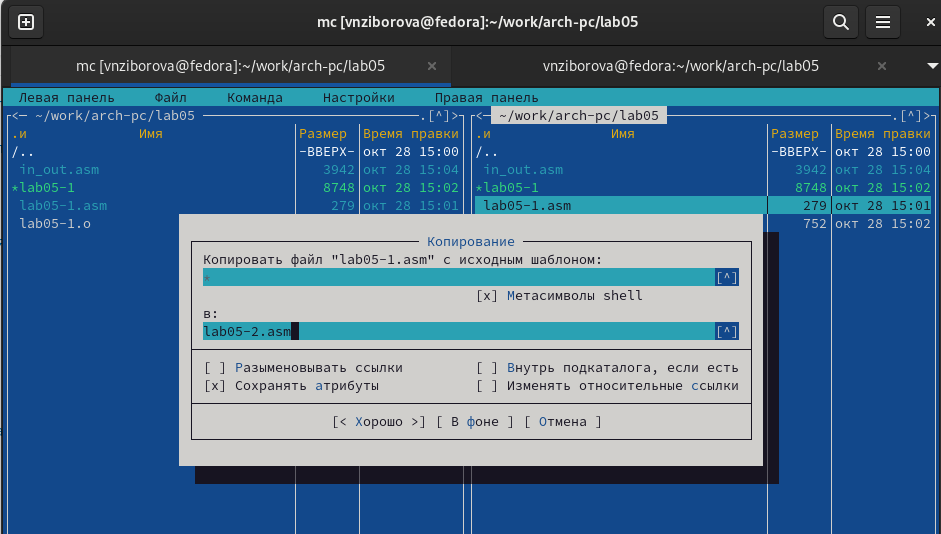 mc [vnziborova@fedora]:~/work/arch-pc/lab05
mc [vnziborova@fedora]:~/work/arch-pc/lab05 × vnziborova@fedora:~/work/arch-pc/lab05 ×
Левая панель Файл Команда Настройки Правая панель
<— ~/work/arch-pc/lab05 .[^]> <— ~/work/arch-pc/lab05 .[^]>
.и Имя Размер Время правки .и Имя Размер Время правки
/.. -ВВЕРХ- окт 28 15:00 /.. -ВВЕРХ- окт 28 15:00
in_out.asm 3942 окт 28 15:04 in_out.asm 3942 окт 28 15:04
*lab05-1 8748 окт 28 15:02 *lab05-1 8748 окт 28 15:02
lab05-1.asm 279 окт 28 15:01 lab05-1.asm 279 окт 28 15:01
lab05-1.o 752 окт 28 15:02
Копирование
Копировать файл "lab05-1.asm" с исходным шаблоном:
* [^]
[x] Метасимволы shell
в:
lab05-2.asm [^]
[ ] Разыменовывать ссылки [ ] Внутрь подкаталога, если есть
[x] Сохранять атрибуты [ ] Изменять относительные ссылки
[< Хорошо >] [ В фоне ] [ Отмена ]